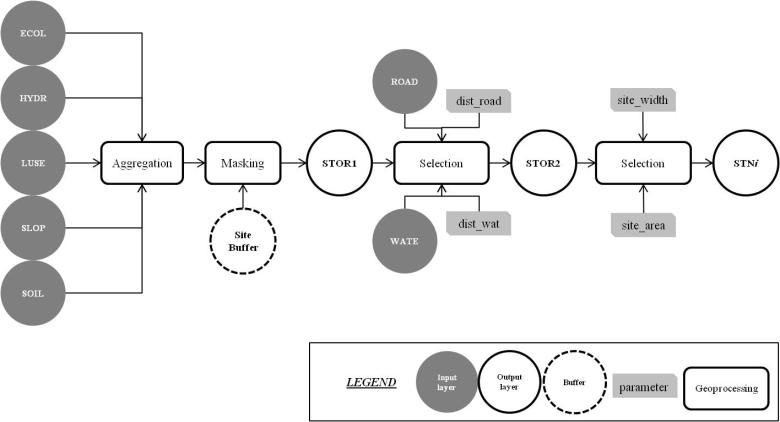 ECOL
HYDR
LUSE
SLOP
SOIL
Aggregation
Masking
Site
Buffer
STOR1
ROAD
dist_road
Selection
WATE
dist_wat
STOR2
site_width
Selection
site_area
STNi
LEGEND
Input
layer
Output
layer
Buffer
parameter
Geoprocessing